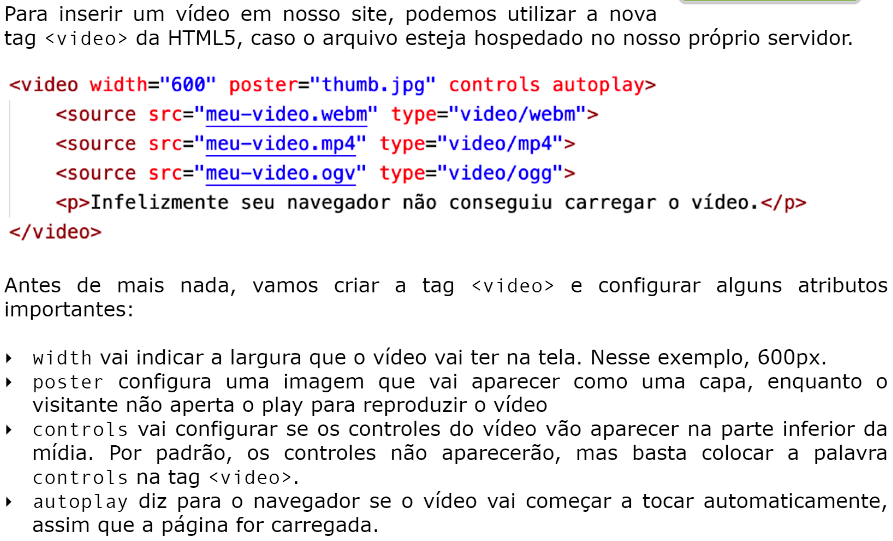 Para inserir um vídeo em nosso site, podemos utilizar a nova
tag <video> da HTML5, caso o arquivo esteja hospedado no nosso próprio servidor.
<video width="600" poster="thumb.jpg" controls autoplay>
<source src="meu-video.webm" type="video/webm">
<source src="meu-video.mp4" type="video/mp4">
<source src="meu-video.ogv" type="video/ogg">
<p>Infelizmente seu navegador não conseguiu carregar o vídeo.</p>
</video>
Antes de mais nada, vamos criar a tag <video> e configurar alguns atributos
importantes:
width vai indicar a largura que o vídeo vai ter na tela. Nesse exemplo, 600px.
poster configura uma imagem que vai aparecer como uma capa, enquanto o
visitante não aperta o play para reproduzir o vídeo
controls vai configurar se os controles do vídeo vão aparecer na parte inferior da
mídia. Por padrão, os controles não aparecerão, mas basta colocar a palavra
controls na tag <video>.
autoplay diz para o navegador se o vídeo vai começar a tocar automaticamente,
assim que a página for carregada.